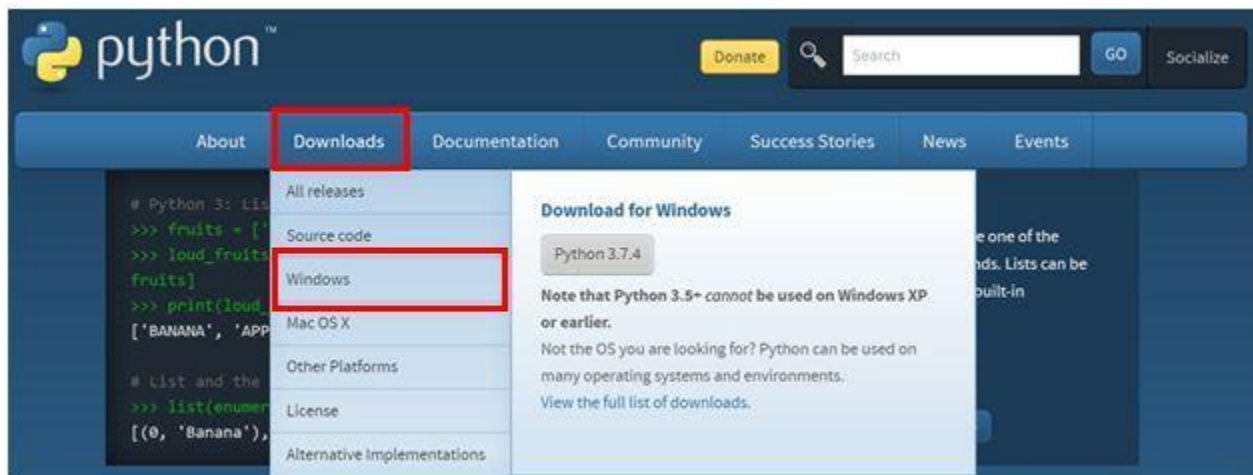 python™
Donate
Search
GO
Socialize
About
Downloads
Documentation
Community
Success Stories
News
Events
# Python 3: Lis
>>> fruits = ['
>>> loud_fruits
fruits]
>>> print(loud_
['BANANA', 'APP
# List and the
>>> list(enumer
[(0, 'Banana'),
All releases
Source code
Windows
Mac OS X
Other Platforms
License
Alternative Implementations
Download for Windows
Python 3.7.4
Note that Python 3.5+ cannot be used on Windows XP
or earlier.
Not the OS you are looking for? Python can be used on
many operating systems and environments.
View the full list of downloads.
e one of the
nds. Lists can be
built-in